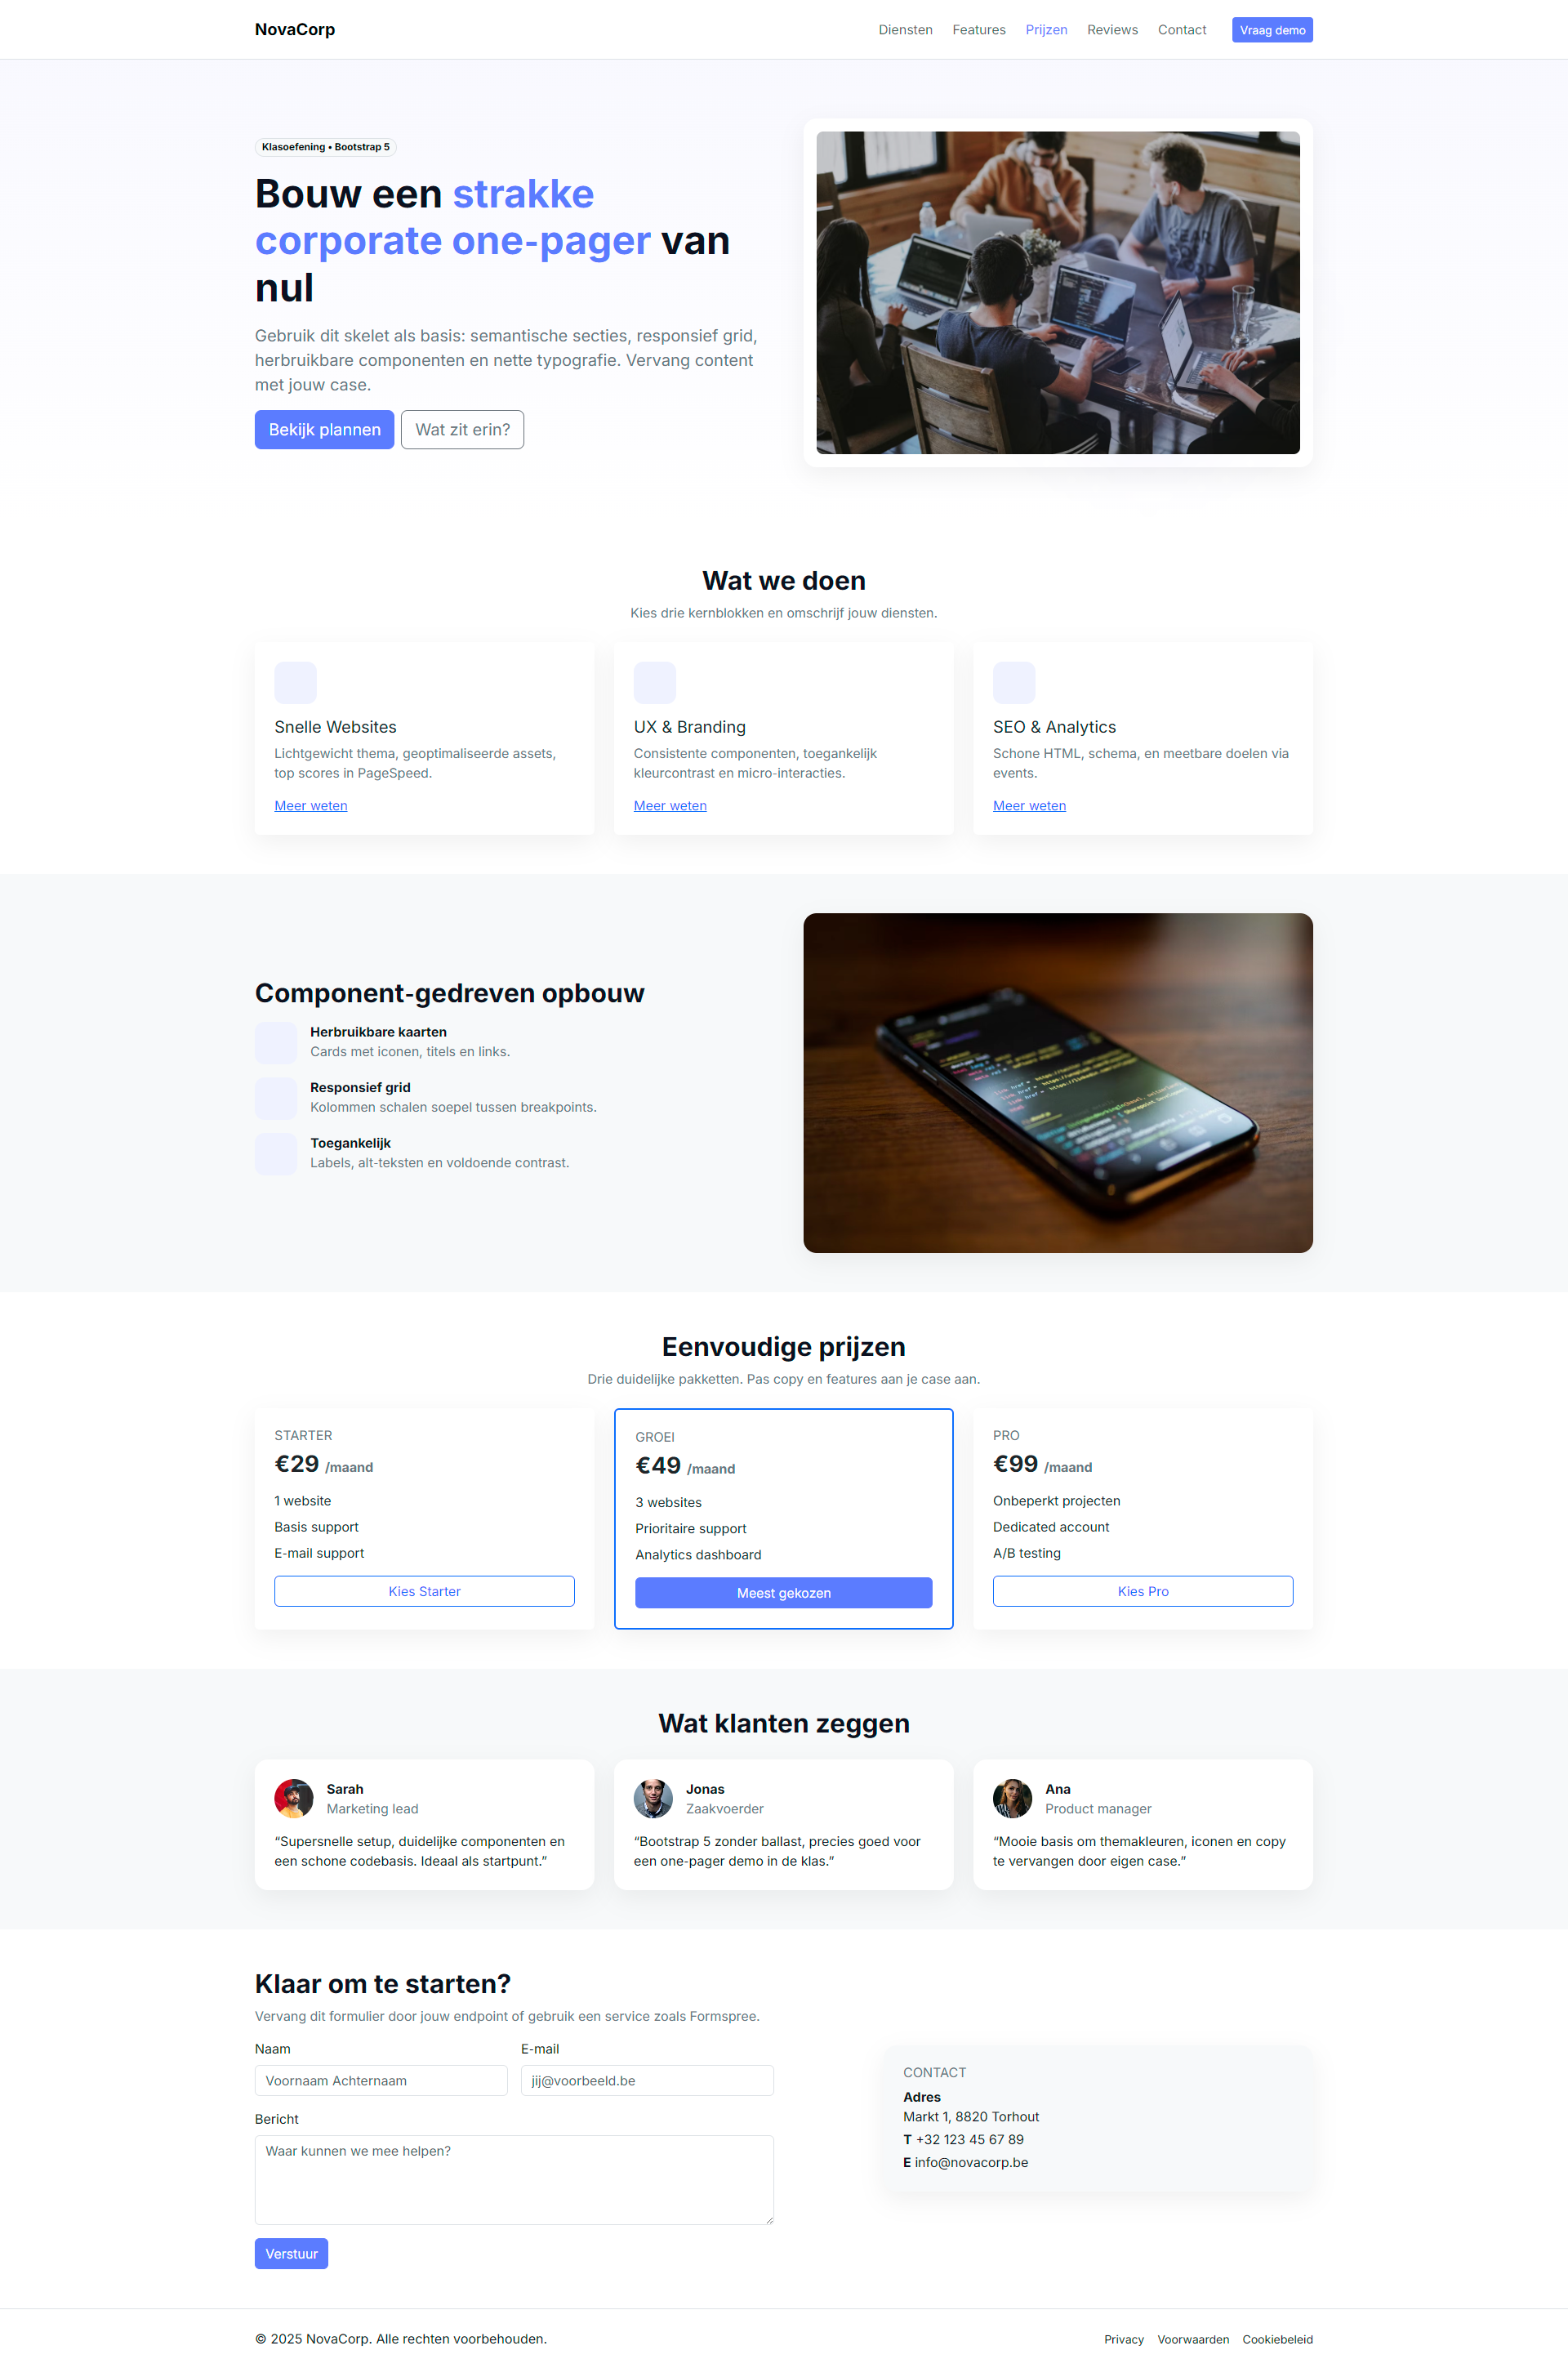 NovaCorp
Diensten Features Prijzen Reviews Contact Vraag demo
Klasoefening • Bootstrap 5
Bouw een strakke
corporate one-pager van
nul
Gebruik dit skelet als basis: semantische secties, responsief grid,
herbruikbare componenten en nette typografie. Vervang content
met jouw case.
Bekijk plannen Wat zit erin?
Wat we doen
Kies drie kernblokken en omschrijf jouw diensten.
Snelle Websites
Lichtgewicht thema, geoptimaliseerde assets,
top scores in PageSpeed.
Meer weten
UX & Branding
Consistente componenten, toegankelijk
kleurcontrast en micro-interacties.
Meer weten
SEO & Analytics
Schone HTML, schema, en meetbare doelen via
events.
Meer weten
Component-gedreven opbouw
Herbruikbare kaarten
Cards met iconen, titels en links.
Responsief grid
Kolommen schalen soepel tussen breakpoints.
Toegankelijk
Labels, alt-teksten en voldoende contrast.
Eenvoudige prijzen
Drie duidelijke pakketten. Pas copy en features aan je case aan.
STARTER
€29 /maand
1 website
Basis support
E-mail support
Kies Starter
GROEI
€49 /maand
3 websites
Prioritaire support
Analytics dashboard
Meest gekozen
PRO
€99 /maand
Onbeperkt projecten
Dedicated account
A/B testing
Kies Pro
Wat klanten zeggen
Sarah
Marketing lead
“Supersnelle setup, duidelijke componenten en
een schone codebasis. Ideaal als startpunt.”
Jonas
Zaakvoerder
“Bootstrap 5 zonder ballast, precies goed voor
een one-pager demo in de klas.”
Ana
Product manager
“Mooie basis om themakleuren, iconen en copy
te vervangen door eigen case.”
Klaar om te starten?
Vervang dit formulier door jouw endpoint of gebruik een service zoals Formspree.
Naam
Voornaam Achternaam
E-mail
jij@voorbeeld.be
Bericht
Waar kunnen we mee helpen?
Verstuur
CONTACT
Adres
Markt 1, 8820 Torhout
T +32 123 45 67 89
E info@novacorp.be
© 2025 NovaCorp. Alle rechten voorbehouden.
Privacy Voorwaarden Cookiebeleid